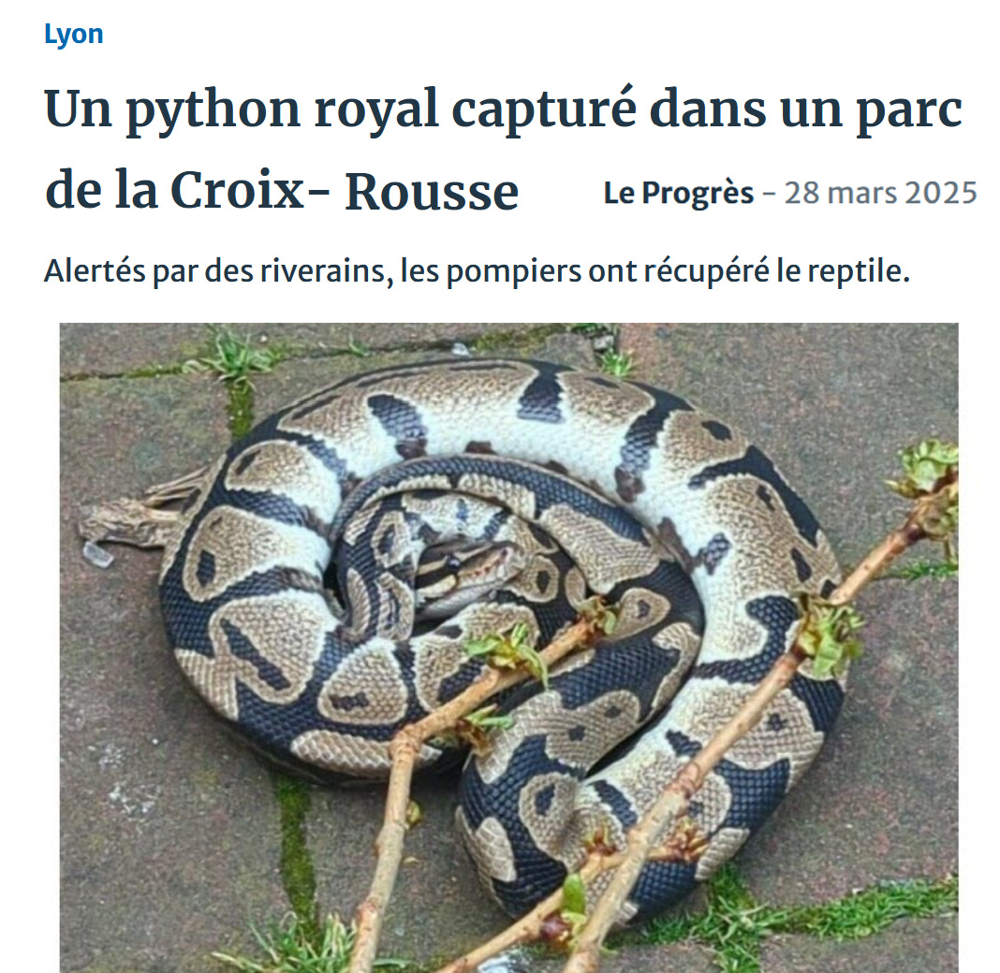 Lyon
Un python royal capturé dans un parc
de la Croix- Rousse
Le Progrès - 28 mars 2025
Alertés par des riverains, les pompiers ont récupéré le reptile.